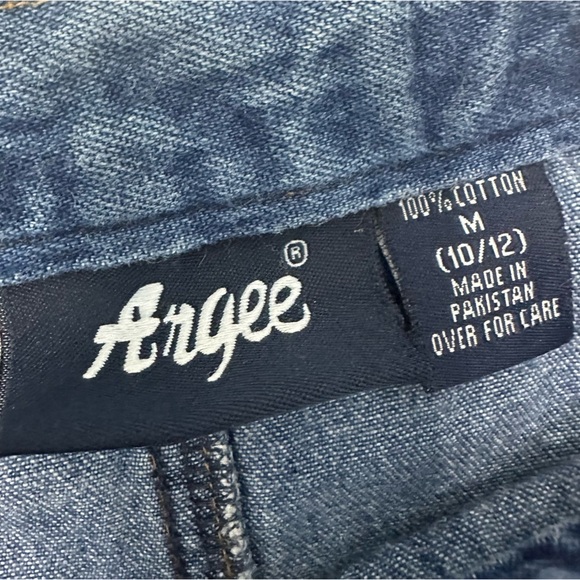 Argee®
100% COTTON
M
(10/12)
MADE IN
PAKISTAN
OVER FOR CARE